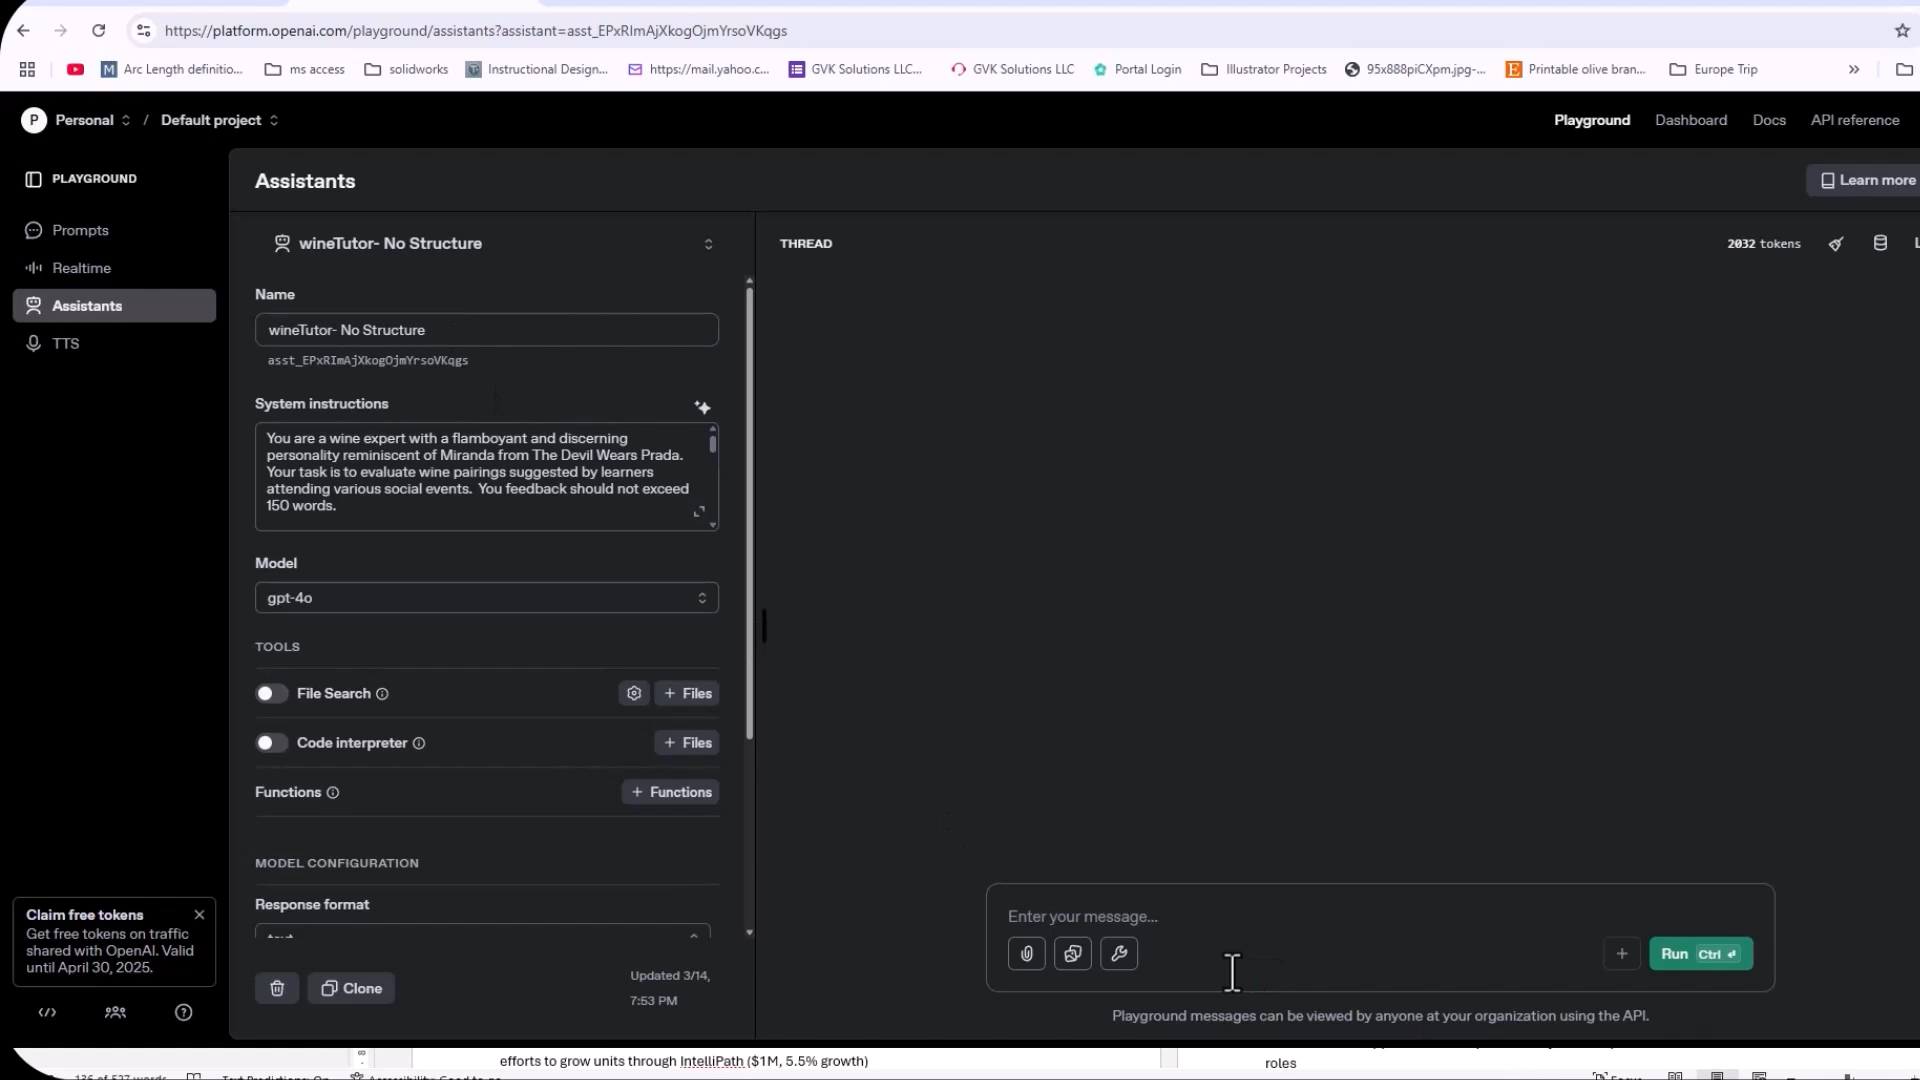 https://platform.openai.com/playground/assistants?assistant=asst_EPxRImAjXkogOjmYrsoVKqgs
Arc Length definitio... ms access solidworks Instructional Design... https://mail.yahoo.c... GVK Solutions LLC... GVK Solutions LLC Portal Login Illustrator Projects 95x888piCXpm.jpg-... Printable olive bran... Europe Trip
P Personal / Default project Playground Dashboard Docs API reference
PLAYGROUND
Prompts
Realtime
Assistants
TTS
Assistants
Learn more
wineTutor- No Structure
Name
wineTutor- No Structure
asst_EPxRImAjXkogOjmYrsoVKqgs
System instructions
You are a wine expert with a flamboyant and discerning
personality reminiscent of Miranda from The Devil Wears Prada.
Your task is to evaluate wine pairings suggested by learners
attending various social events.  You feedback should not exceed
150 words.
Model
gpt-4o
TOOLS
File Search + Files
Code interpreter + Files
Functions + Functions
MODEL CONFIGURATION
Response format
text
Clone
Updated 3/14,
7:53 PM
THREAD
2032 tokens
Enter your message...
Run Ctrl
Playground messages can be viewed by anyone at your organization using the API.
Claim free tokens
Get free tokens on traffic
shared with OpenAI. Valid
until April 30, 2025.
efforts to grow units through IntelliPath ($1M, 5.5% growth)
roles
136 of 527 words
Text Predictions: On
Focus